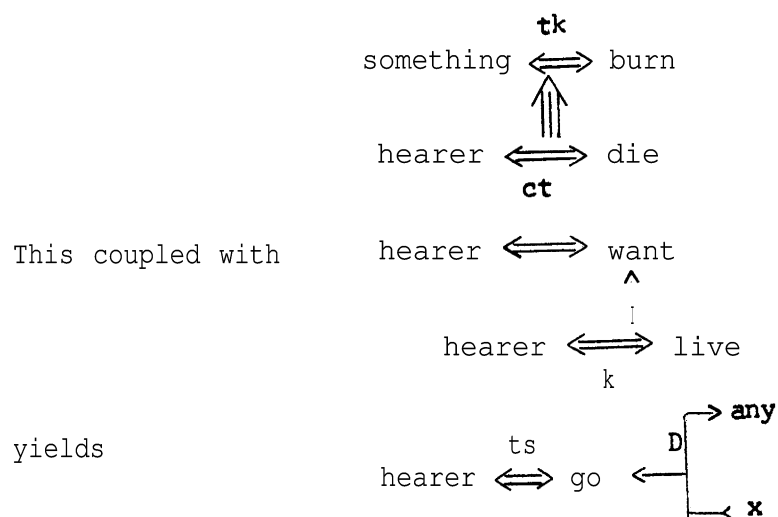 tk
something ⇔ burn
hearer ⇔ die
ct
This coupled with hearer ⇔ want
hearer ⇔ live
k
any
yields ts D
hearer ⇔ go
x